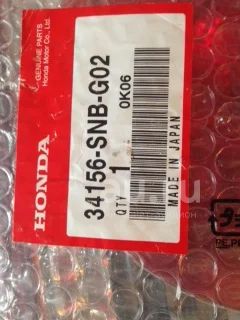 GENUINE PARTS
Honda Motor Co., Ltd.
HONDA
34156-SNB-G02
0K06
QTY 1
MADE IN JAPAN